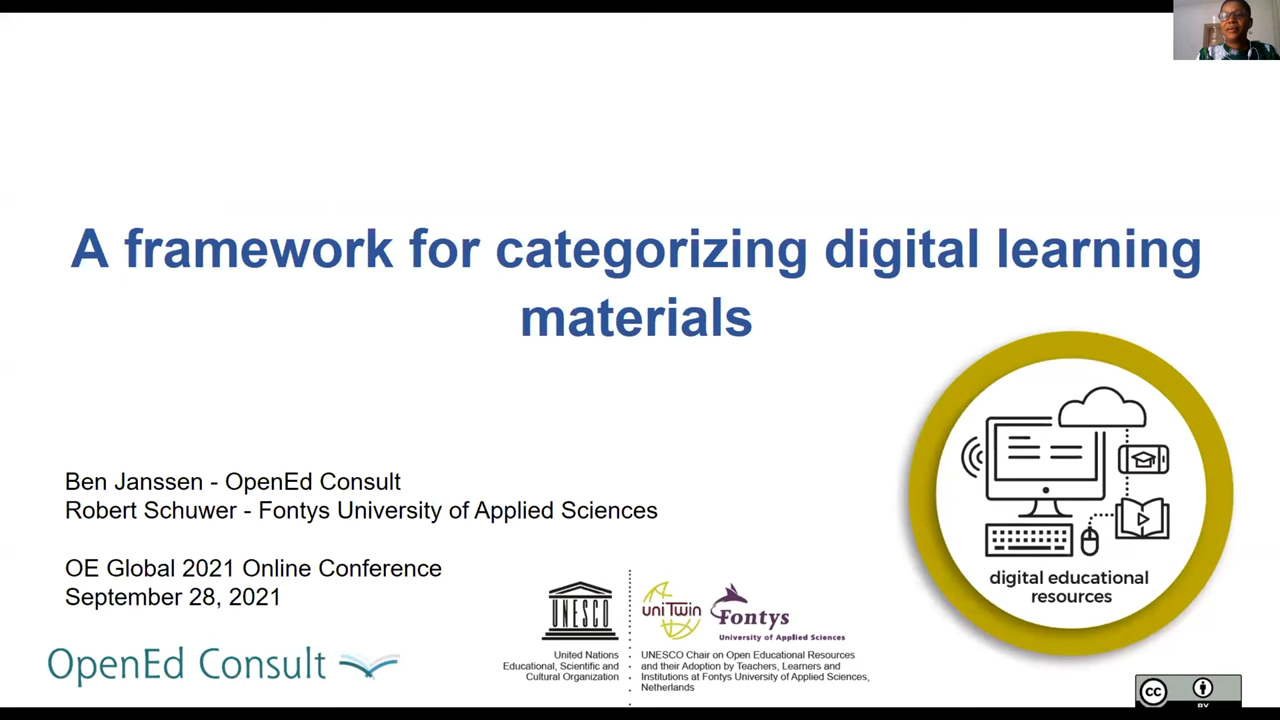 A framework for categorizing digital learning
materials
Ben Janssen - OpenEd Consult
Robert Schuwer - Fontys University of Applied Sciences
OE Global 2021 Online Conference
September 28, 2021
digital educational
resources
OpenEd Consult
UNESCO
United Nations
Educational, Scientific and
Cultural Organization
uniTwin
Fontys
University of Applied Sciences
UNESCO Chair on Open Educational Resources
and their Adoption by Teachers, Learners and
Institutions at Fontys University of Applied Sciences,
Netherlands
cc
BY